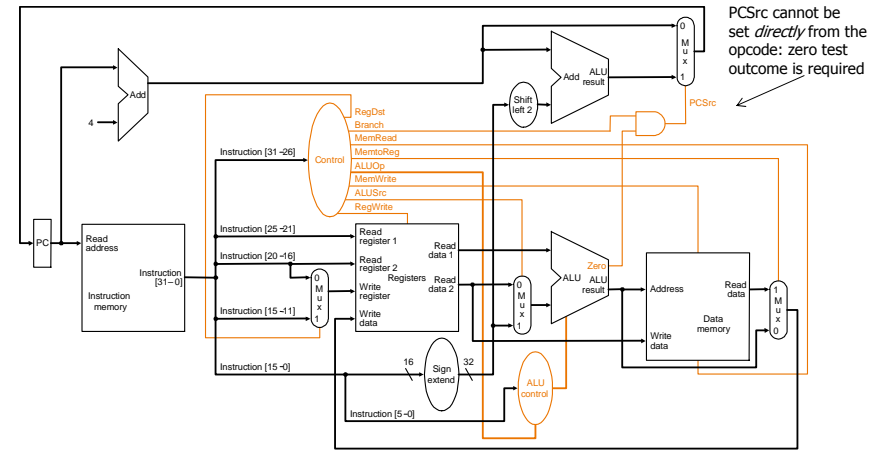 PCSrc cannot be
set directly from the
opcode: zero test
outcome is required
0
M
u
x
1
Add
ALU
result
Shift
left 2
Add
4
PCSrc
RegDst
Branch
MemRead
MemtoReg
ALUOp
MemWrite
ALUSrc
RegWrite
Control
Instruction [31–26]
Instruction [25–21]
Instruction [20–16]
Instruction [15–11]
Instruction [15–0]
Instruction [5–0]
PC
Read
address
Instruction
[31–0]
Instruction
memory
0
M
u
x
1
Read
register 1
Read
register 2
Write
register
Write
data
Registers
Read
data 1
Read
data 2
0
M
u
x
1
Zero
ALU
ALU
result
Address
Write
data
Read
data
Data
memory
1
M
u
x
0
16
Sign
extend
32
ALU
control